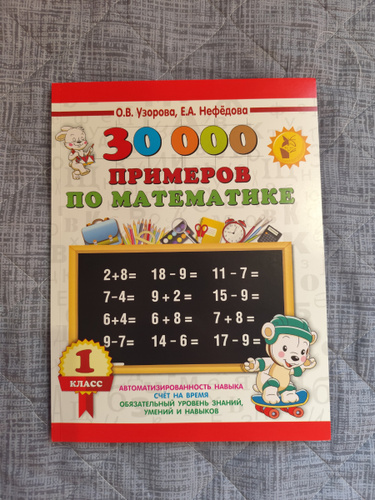 О.В. Узорова, Е.А. Нефёдова
30 000
ПРИМЕРОВ
ПО МАТЕМАТИКЕ
2+8= 18-9= 11-7=
7-4= 9+2= 15-9=
6+4= 6+8= 7+8=
9-7= 14-6= 17-9=
1
КЛАСС
АВТОМАТИЗИРОВАННОСТЬ НАВЫКА
СЧЁТ НА ВРЕМЯ
ОБЯЗАТЕЛЬНЫЙ УРОВЕНЬ ЗНАНИЙ,
УМЕНИЙ И НАВЫКОВ